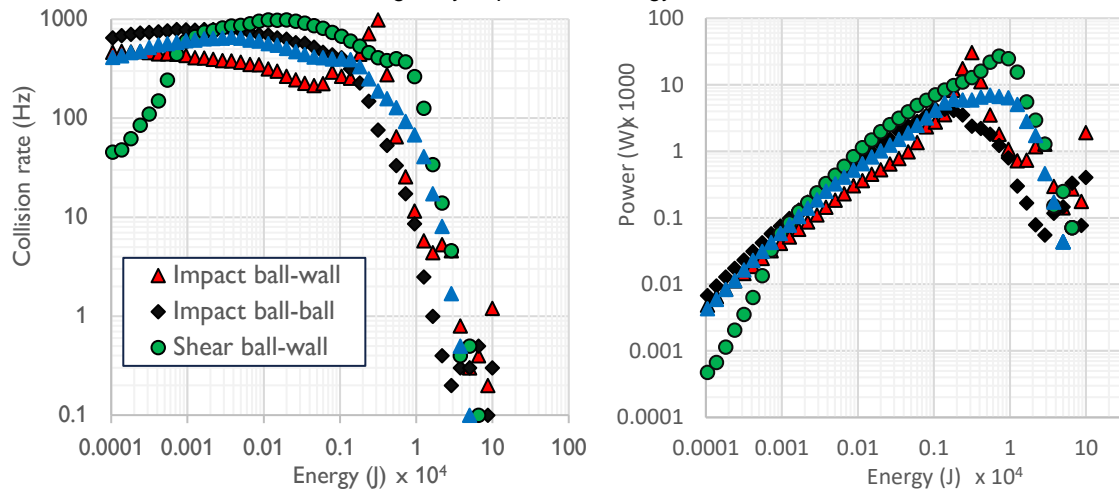 1000
100
10
1
0.1
Collision rate (Hz)
Impact ball-wall
Impact ball-ball
Shear ball-wall
0.0001 0.001 0.01 0.1 1 10 100
Energy (J) x 10⁴
100
10
1
0.1
0.01
0.001
0.0001
Power (Wk 1000
0.0001 0.001 0.01 0.1 1 10
Energy (J) x 10⁴